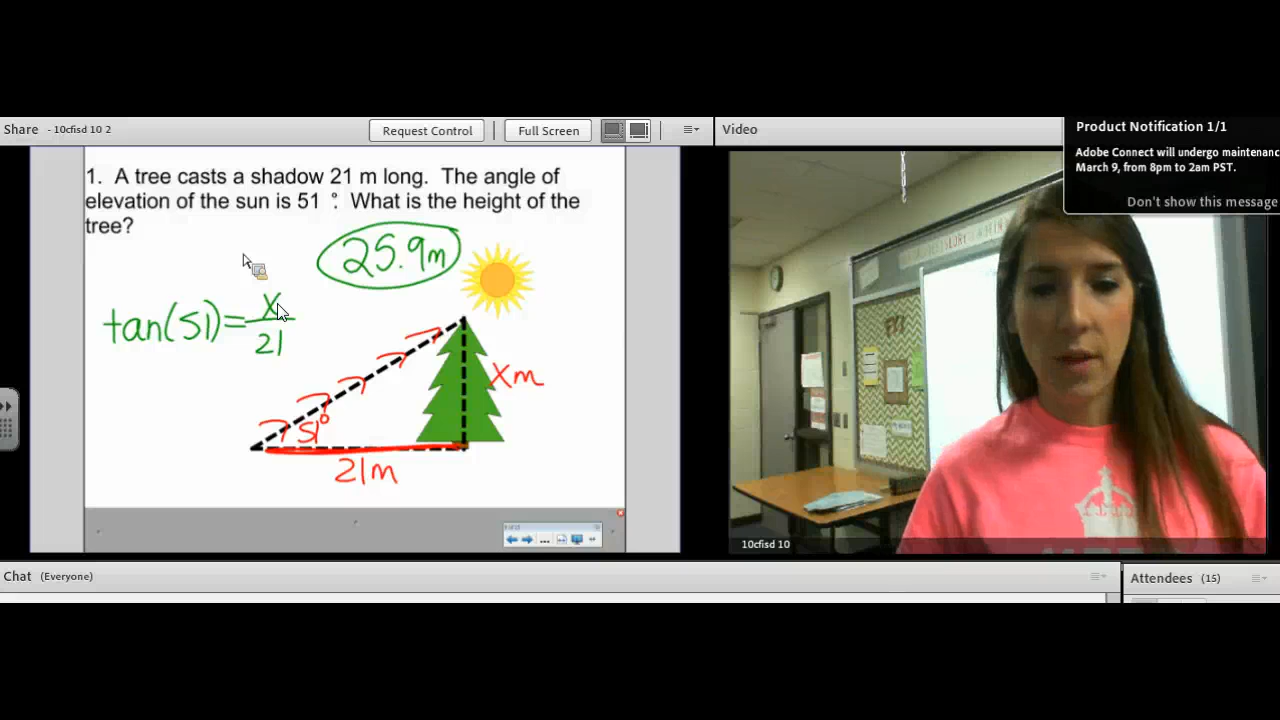 Share - 10cfisd 10 2
Request Control
Full Screen
Video
Product Notification 1/1
Adobe Connect will undergo maintenanc
March 9, from 8pm to 2am PST.
Don't show this message
1. A tree casts a shadow 21 m long. The angle of
elevation of the sun is 51 °. What is the height of the
tree?
25.9m
tan(51)=x/21
xm
51°
21m
10cfisd 10
Chat (Everyone)
Attendees (15)